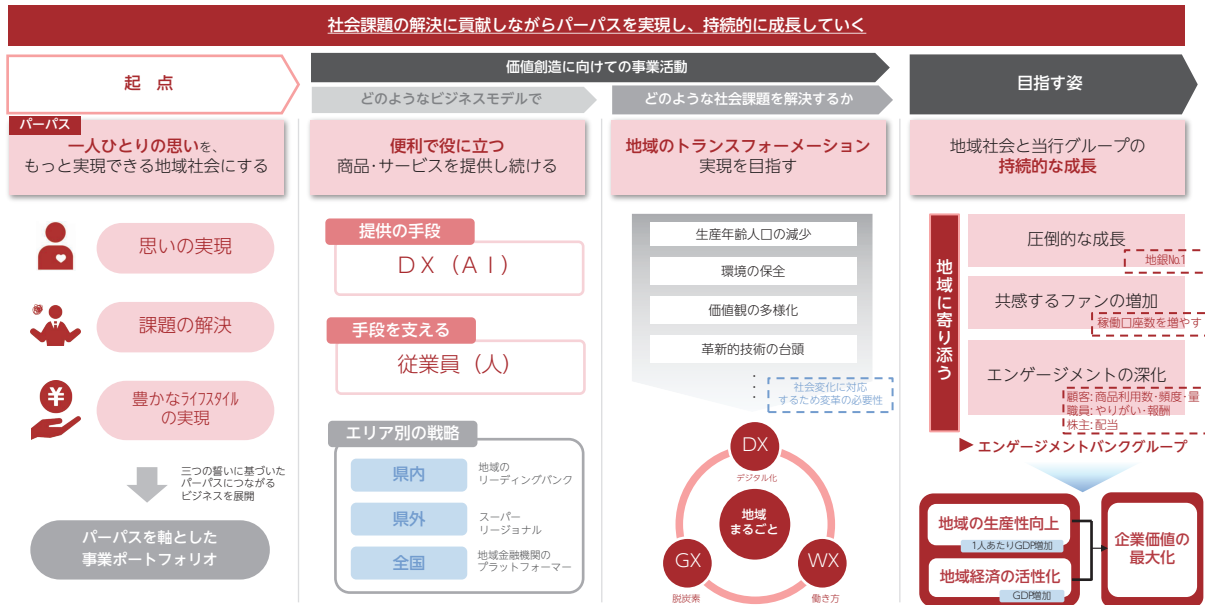 社会課題の解決に貢献しながらパーパスを実現し、持続的に成長していく
起 点
パーパス
一人ひとりの思いを、
もっと実現できる地域社会にする
思いの実現
課題の解決
豊かなﾗｲﾌｽﾀｲﾙ
の実現
三つの誓いに基づいた
パーパスにつながる
ビジネスを展開
パーパスを軸とした
事業ポートフォリオ
価値創造に向けての事業活動
どのようなビジネスモデルで
便利で役に立つ
商品・サービスを提供し続ける
提供の手段
ＤＸ（ＡＩ）
手段を支える
従業員（人）
エリア別の戦略
県内
地域の
リーディングバンク
県外
スーパー
リージョナル
全国
地域金融機関の
プラットフォーマー
どのような社会課題を解決するか
地域のトランスフォーメーション
実現を目指す
生産年齢人口の減少
環境の保全
価値観の多様化
革新的技術の台頭
社会変化に対応
するため変革の必要性
DX
デジタル化
地域
まるごと
GX
脱炭素
WX
働き方
目指す姿
地域社会と当行グループの
持続的な成長
地域に寄り添う
圧倒的な成長
地銀No.1
共感するファンの増加
稼働口座数を増やす
エンゲージメントの深化
顧客:商品利用数・頻度・量
職員:やりがい・報酬
株主:配当
▶エンゲージメントバンクグループ
地域の生産性向上
1人あたりGDP増加
地域経済の活性化
GDP増加
企業価値の
最大化